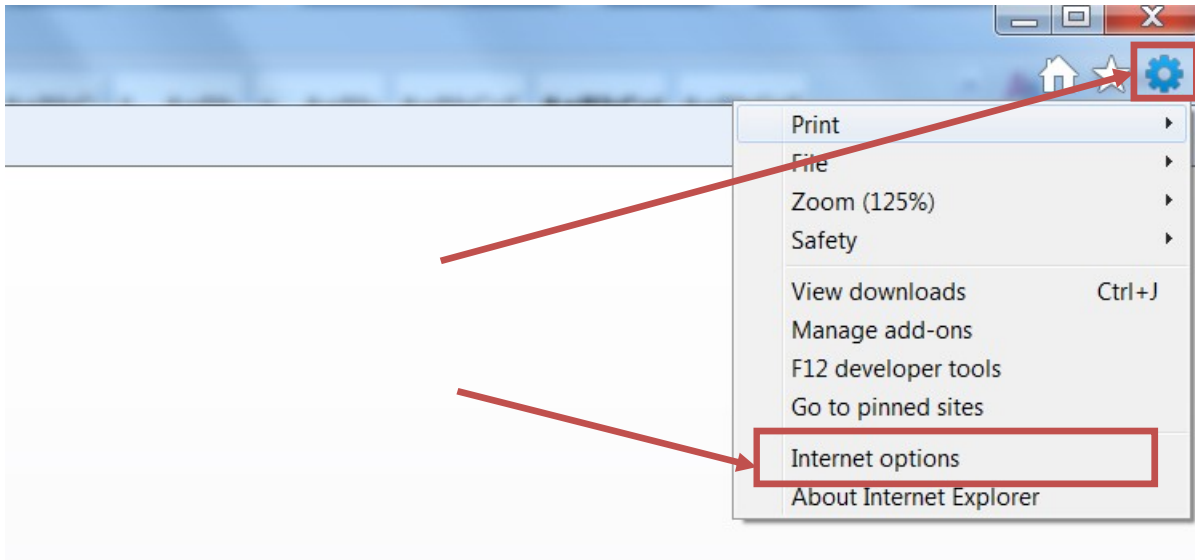 Print
File
Zoom (125%)
Safety
View downloads Ctrl+J
Manage add-ons
F12 developer tools
Go to pinned sites
Internet options
About Internet Explorer